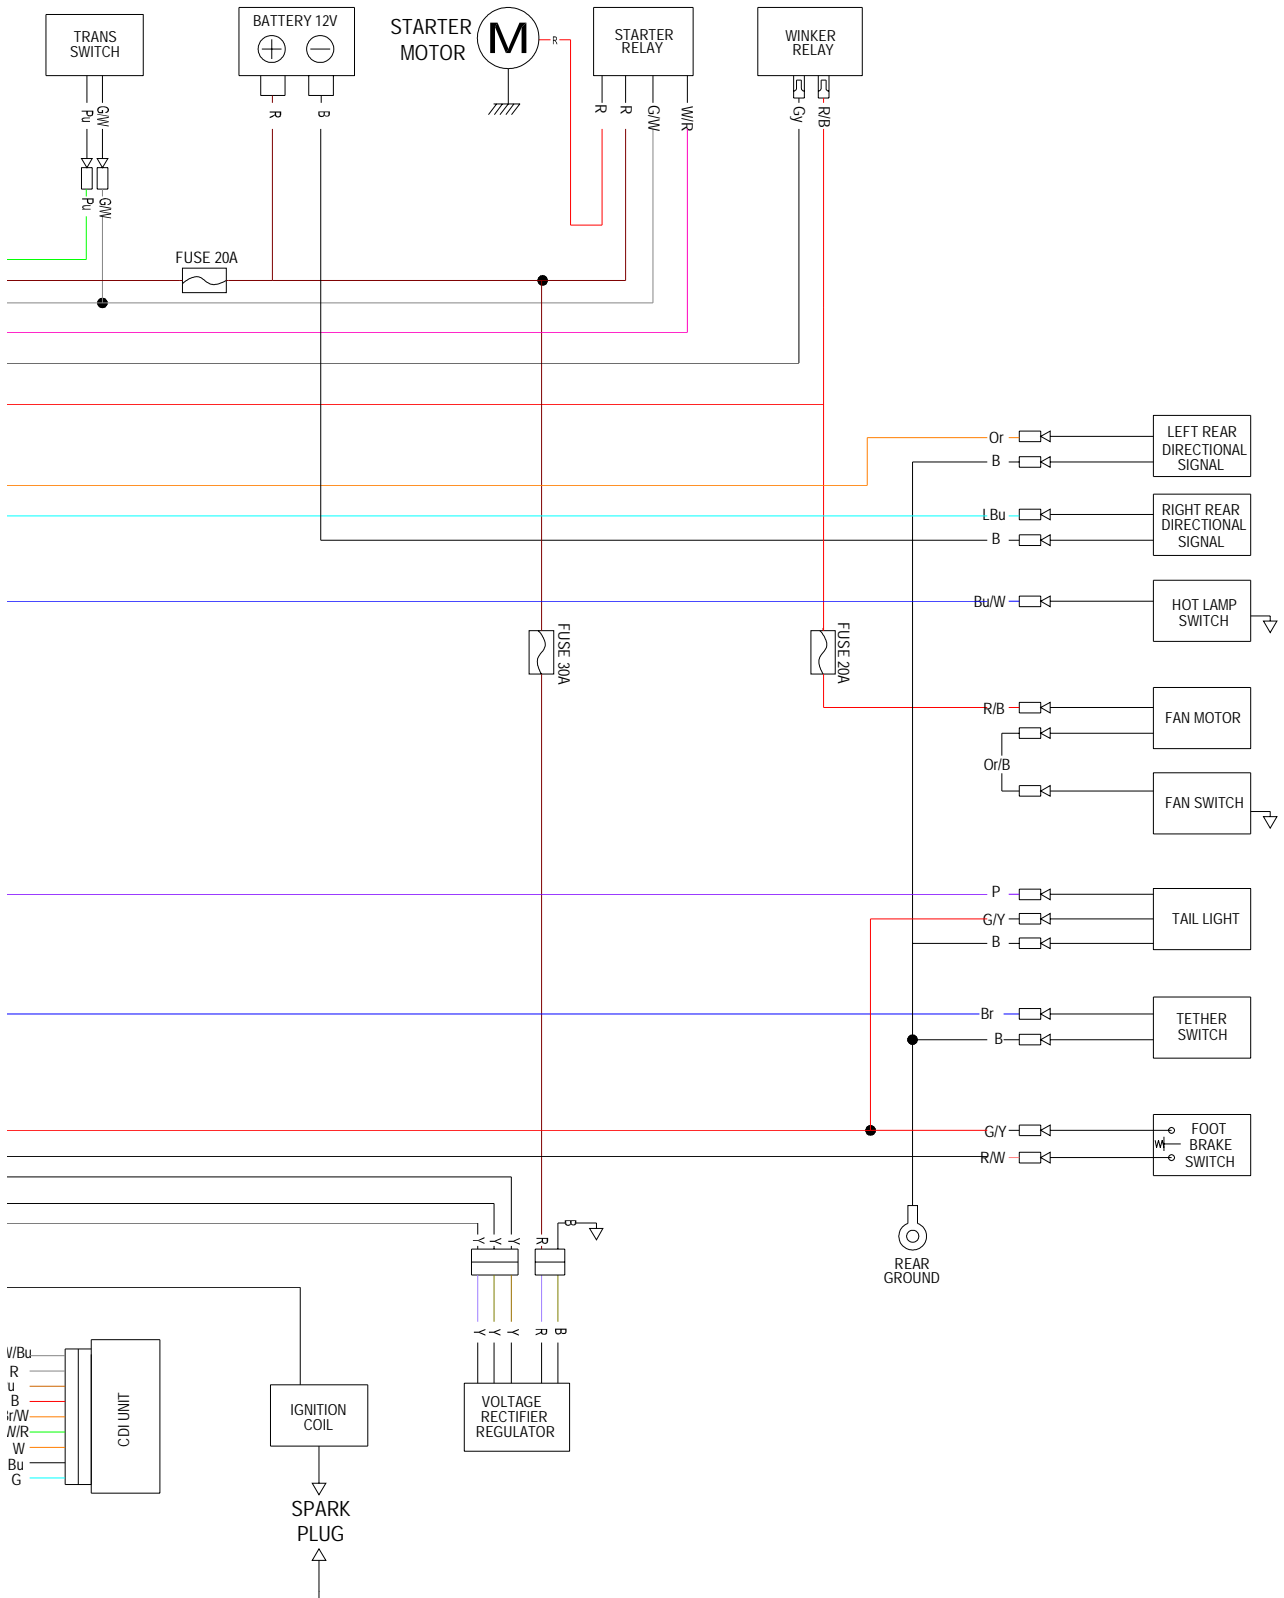 TRANS
SWITCH
BATTERY 12V
STARTER
MOTOR
M
R
STARTER
RELAY
WINKER
RELAY
Pu
G/W
R
B
R
R
G/W
W/R
Gy
R/B
Pu
G/W
FUSE 20A
Or
B
LEFT REAR
DIRECTIONAL
SIGNAL
LBu
B
RIGHT REAR
DIRECTIONAL
SIGNAL
Bu/W
HOT LAMP
SWITCH
FUSE 30A
FUSE 20A
R/B
FAN MOTOR
Or/B
FAN SWITCH
P
G/Y
B
TAIL LIGHT
Br
B
TETHER
SWITCH
G/Y
R/W
FOOT
BRAKE
SWITCH
W
B
Y
Y
Y
R
REAR
GROUND
Y
Y
Y
R
B
VOLTAGE
RECTIFIER
REGULATOR
IGNITION
COIL
SPARK
PLUG
W/Bu
R
u
B
Br/W
W/R
W
Bu
G
CDI UNIT